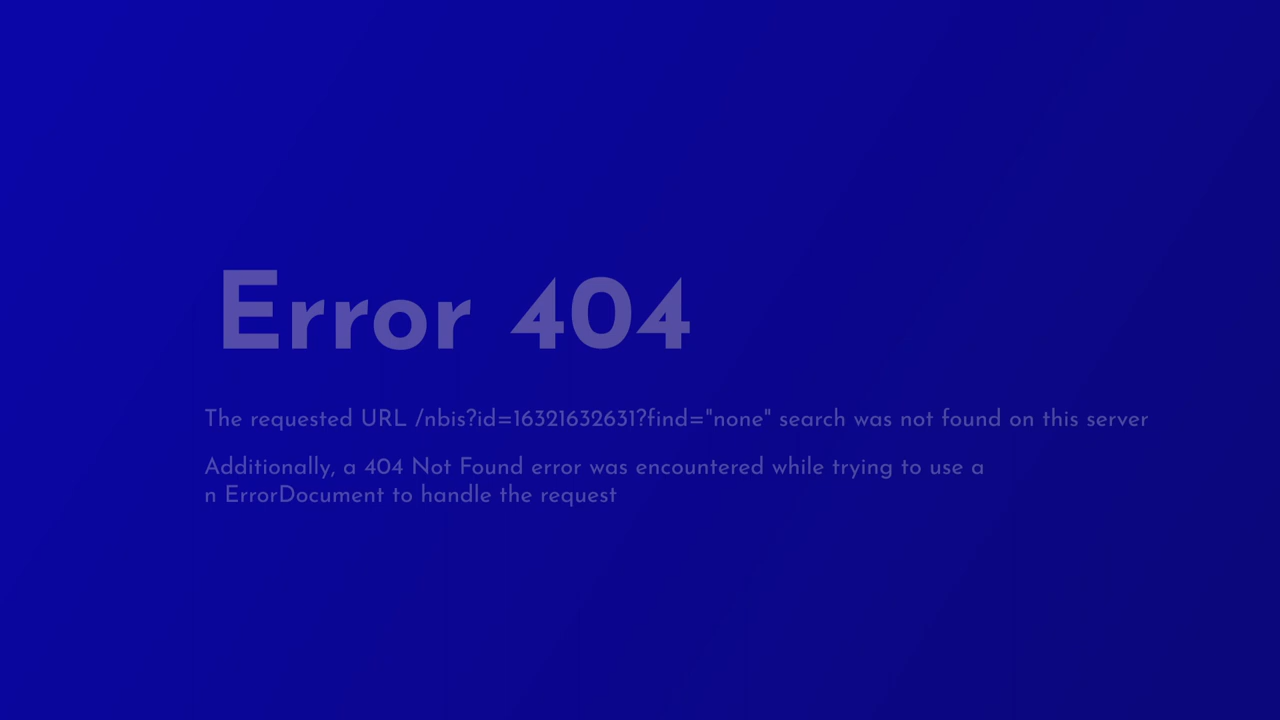 Error 404
The requested URL /nbis?id=16321632631?find="none" search was not found on this server
Additionally, a 404 Not Found error was encountered while trying to use a
n ErrorDocument to handle the request